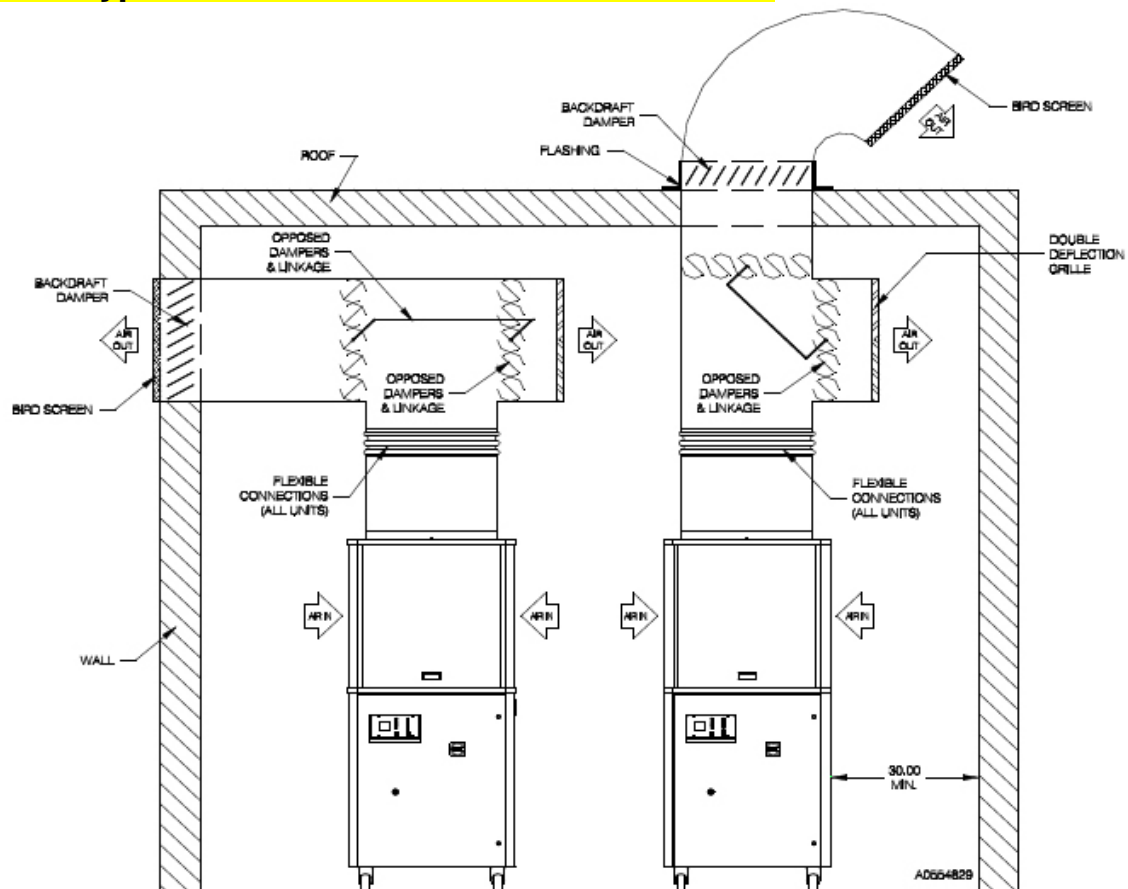 BACKDRAFT
DAMPER
FLASHING
BIRD SCREEN
AIR
OUT
ROOF
OPPOSED
DAMPERS
& LINKAGE
DOUBLE
DEFLECTION
GRILLE
BACKDRAFT
DAMPER
AIR
OUT
AIR
OUT
AIR
OUT
BIRD SCREEN
OPPOSED
DAMPERS
& LINKAGE
OPPOSED
DAMPERS
& LINKAGE
FLEXIBLE
CONNECTIONS
(ALL UNITS)
FLEXIBLE
CONNECTIONS
(ALL UNITS)
AIR IN
AIR IN
AIR IN
AIR IN
WALL
30.00
MIN.
A0554829